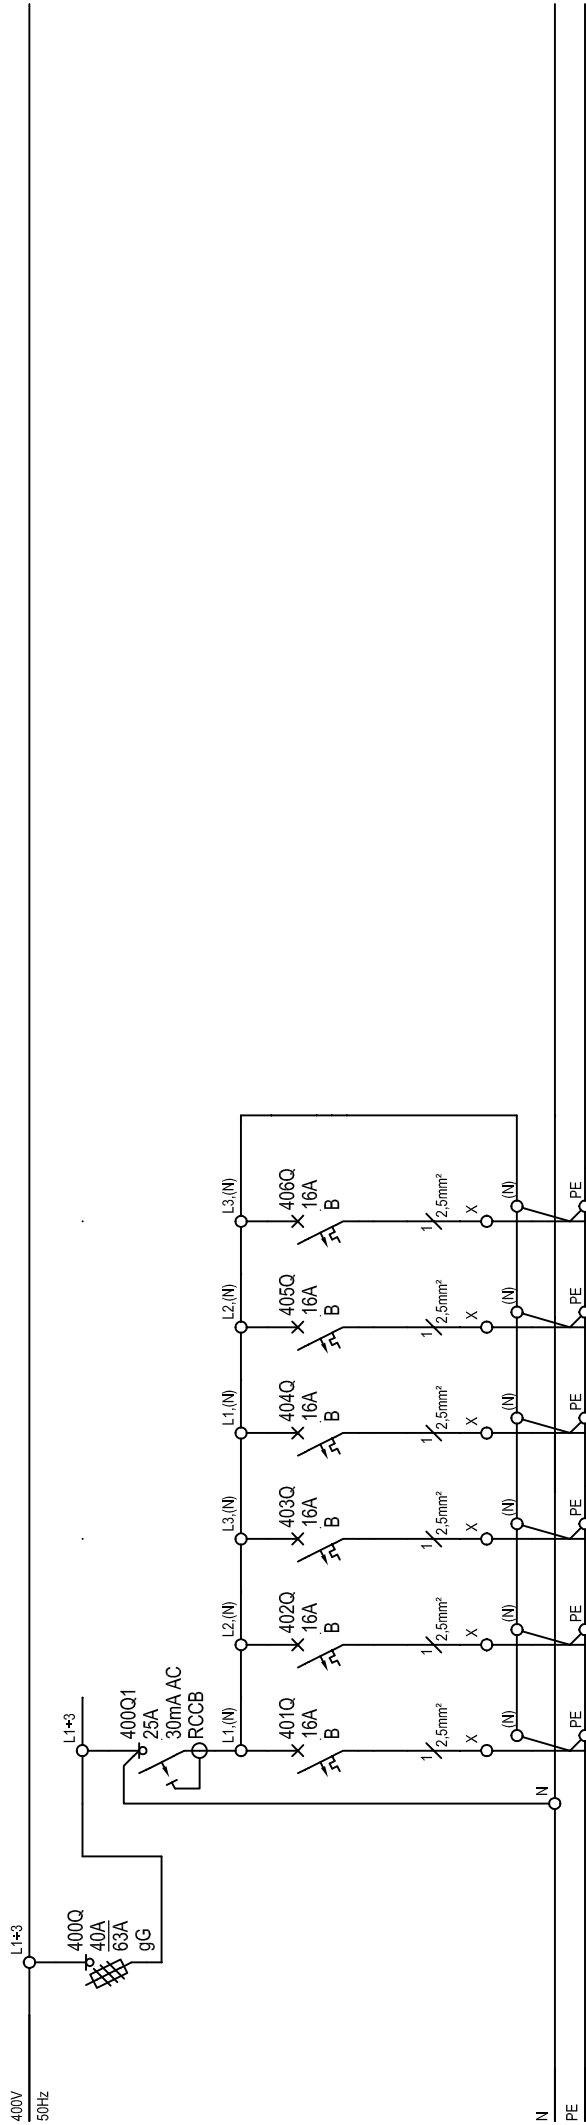 400V
50Hz
L1÷3
400Q
40A
63A
gG
L1÷3
400Q1
25A
30mA AC
RCCB
L1,(N)
401Q
16A
B
1
2,5mm²
X
(N)
PE
L2,(N)
402Q
16A
B
1
2,5mm²
X
(N)
PE
L3,(N)
403Q
16A
B
1
2,5mm²
X
(N)
PE
L1,(N)
404Q
16A
B
1
2,5mm²
X
(N)
PE
L2,(N)
405Q
16A
B
1
2,5mm²
X
(N)
PE
L3,(N)
406Q
16A
B
1
2,5mm²
X
(N)
PE
N
N
PE